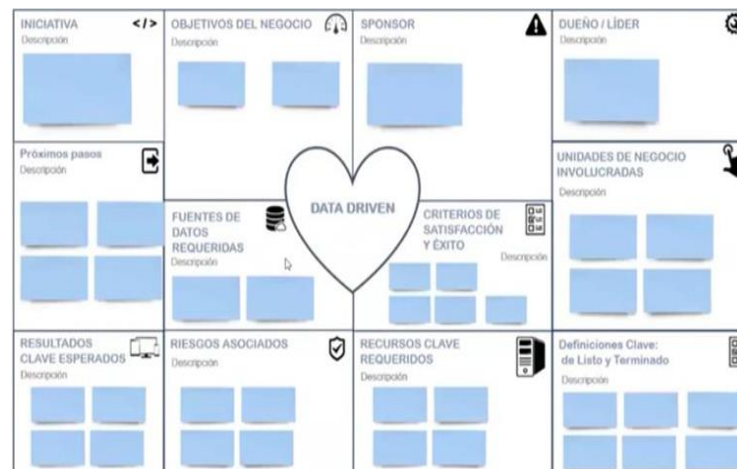 INICIATIVA
Descripción
OBJETIVOS DEL NEGOCIO
Descripción
SPONSOR
Descripción
DUEÑO / LÍDER
Descripción
Próximos pasos
Descripción
UNIDADES DE NEGOCIO
INVOLUCRADAS
Descripción
DATA DRIVEN
FUENTES DE
DATOS
REQUERIDAS
Descripción
CRITERIOS DE
SATISFACCIÓN
Y ÉXITO
Descripción
RESULTADOS
CLAVE ESPERADOS
Descripción
RIESGOS ASOCIADOS
Descripción
RECURSOS CLAVE
REQUERIDOS
Descripción
Definiciones Clave:
de Listo y Terminado
Descripción